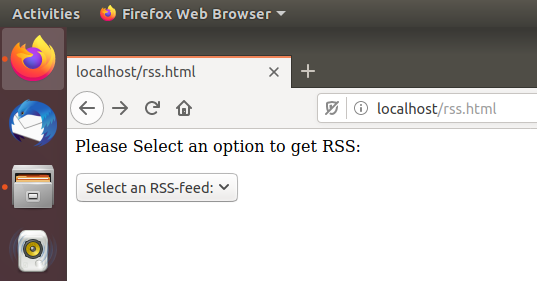 Activities Firefox Web Browser
localhost/rss.html
localhost/rss.html
Please Select an option to get RSS:
Select an RSS-feed: